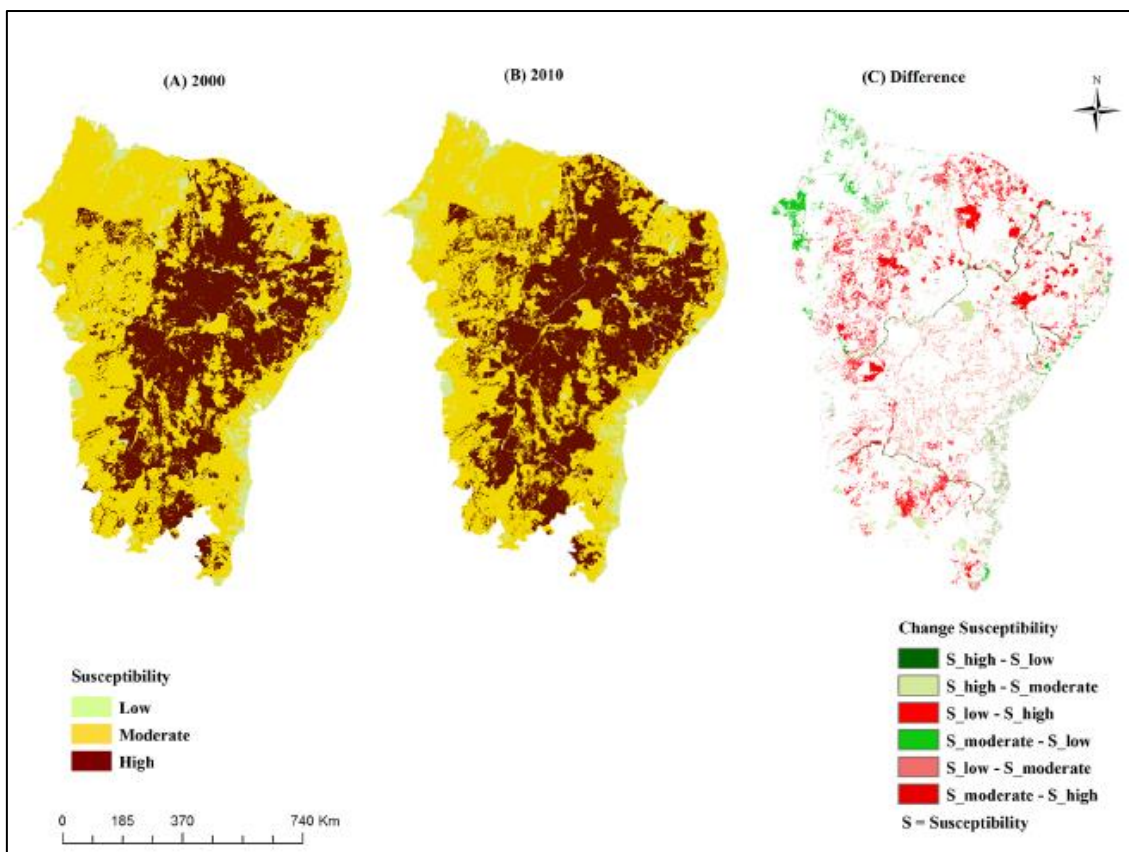 (A) 2000
(B) 2010
(C) Difference
N
Susceptibility
Low
Moderate
High
0 185 370 740 Km
Change Susceptibility
S_high - S_low
S_high - S_moderate
S_low - S_high
S_moderate - S_low
S_low - S_moderate
S_moderate - S_high
S = Susceptibility